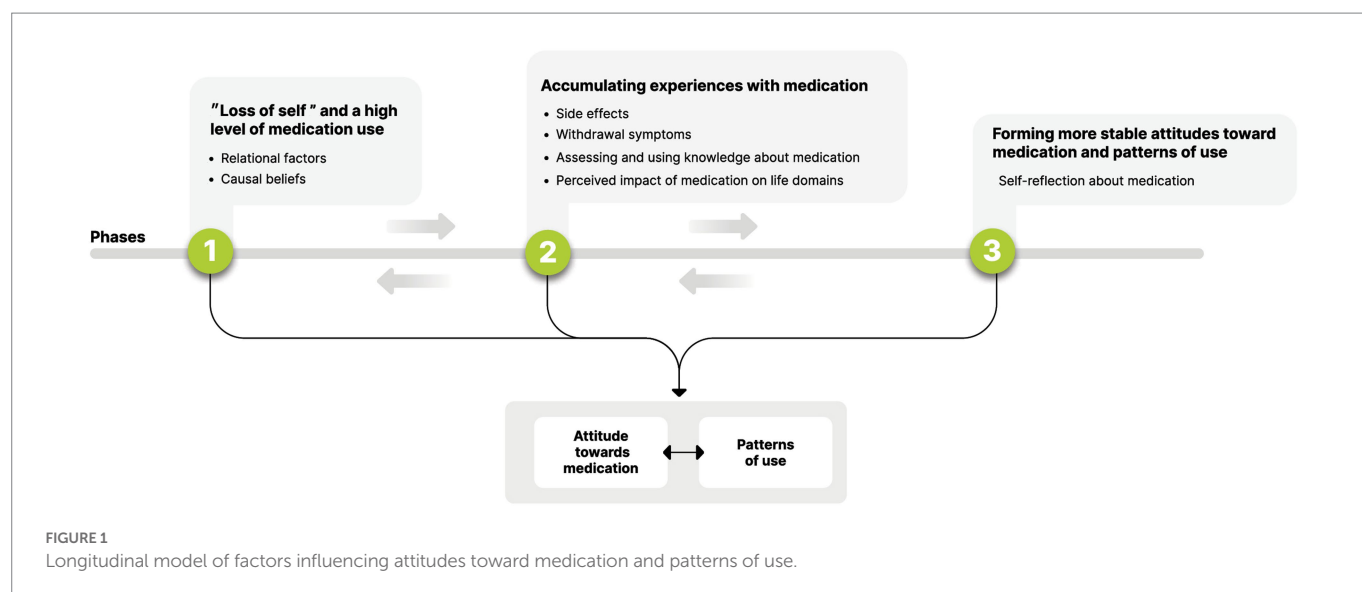 "Loss of self" and a high
level of medication use
• Relational factors
• Causal beliefs
Accumulating experiences with medication
• Side effects
• Withdrawal symptoms
• Assessing and using knowledge about medication
• Perceived impact of medication on life domains
Forming more stable attitudes toward
medication and patterns of use
Self-reflection about medication
Phases
1
2
3
Attitude
towards
medication
Patterns
of use
FIGURE 1
Longitudinal model of factors influencing attitudes toward medication and patterns of use.